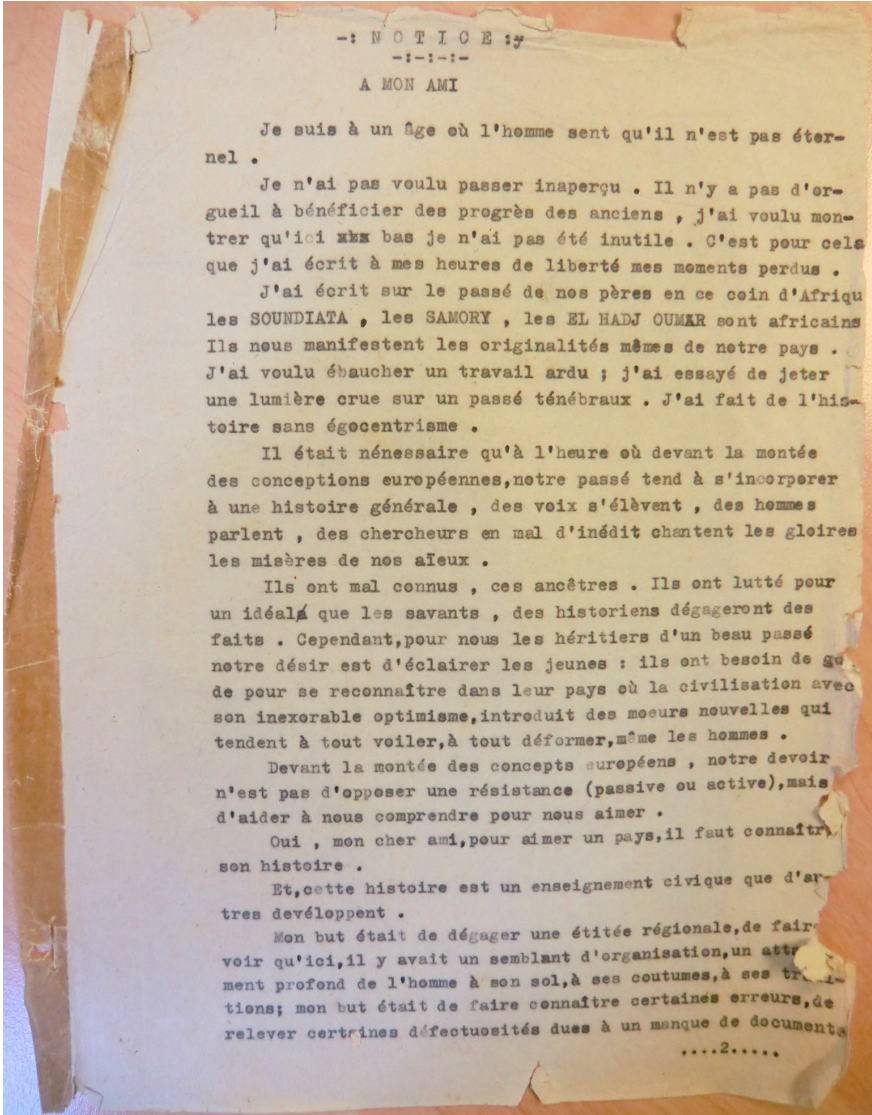 -: N O T I C E :-
-:-:-:-
A MON AMI
Je suis à un âge où l'homme sent qu'il n'est pas éter-
nel .
Je n'ai pas voulu passer inaperçu . Il n'y a pas d'or-
gueil à bénéficier des progrès des anciens , j'ai voulu mon-
trer qu'ici xxx bas je n'ai pas été inutile . C'est pour cela
que j'ai écrit à mes heures de liberté mes moments perdus .
J'ai écrit sur le passé de nos pères en ce coin d'Afriqu
les SOUNDIATA , les SAMORY , les EL HADJ OUMAR sont africains
Ils nous manifestent les originalités mêmes de notre pays .
J'ai voulu ébaucher un travail ardu ; j'ai essayé de jeter
une lumière crue sur un passé ténébraux . J'ai fait de l'his-
toire sans égocentrisme .
Il était nénessaire qu'à l'heure où devant la montée
des conceptions européennes,notre passé tend à s'incorporer
à une histoire générale , des voix s'élèvent , des hommes
parlent , des chercheurs en mal d'inédit chantent les gloires
les misères de nos aïeux .
Ils ont mal connus , ces ancêtres . Ils ont lutté pour
un idéal que les savants , des historiens dégageront des
faits . Cependant,pour nous les héritiers d'un beau passé
notre désir est d'éclairer les jeunes : ils ont besoin de
de pour se reconnaître dans leur pays où la civilisation avec
son inexorable optimisme,introduit des moeurs nouvelles qui
tendent à tout voiler,à tout déformer,même les hommes .
Devant la montée des concepts européens , notre devoir
n'est pas d'opposer une résistance (passive ou active),mais
d'aider à nous comprendre pour nous aimer .
Oui , mon cher ami,pour aimer un pays,il faut connaîtr
son histoire .
Et,cette histoire est un enseignement civique que d'ar-
tres devéloppent .
Mon but était de dégager une étitée régionale,de faire
voir qu'ici,il y avait un semblant d'organisation,un
ment profond de l'homme à son sol,à ses coutumes,à ses
tions; mon but était de faire connaître certaines erreurs,de
relever certaines défectuosités dues à un manque de documents
....2.....